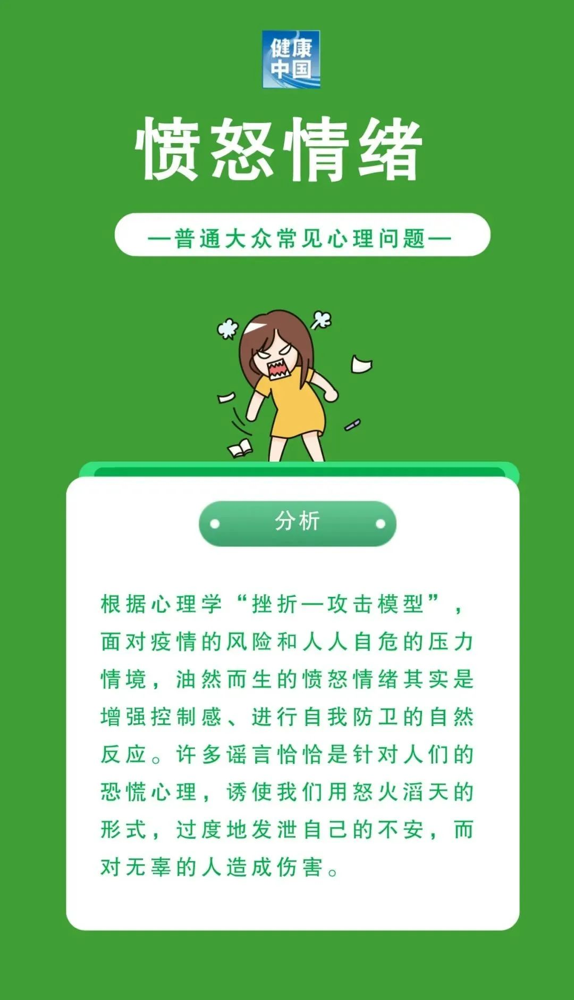 健康
中国
愤怒情绪
—普通大众常见心理问题—
分析
根据心理学“挫折—攻击模型”，
面对疫情的风险和人人自危的压力
情境，油然而生的愤怒情绪其实是
增强控制感、进行自我防卫的自然
反应。许多谣言恰恰是针对人们的
恐慌心理，诱使我们用怒火滔天的
形式，过度地发泄自己的不安，而
对无辜的人造成伤害。